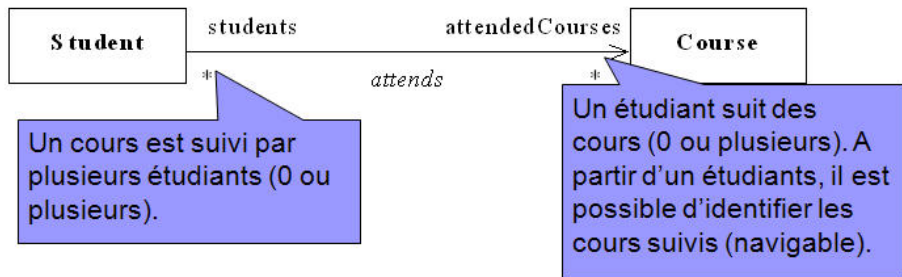 Student
students
attendedCourses
Course
*
attends
*
Un cours est suivi par
plusieurs étudiants (0 ou
plusieurs).
Un étudiant suit des
cours (0 ou plusieurs). A
partir d'un étudiants, il est
possible d'identifier les
cours suivis (navigable).